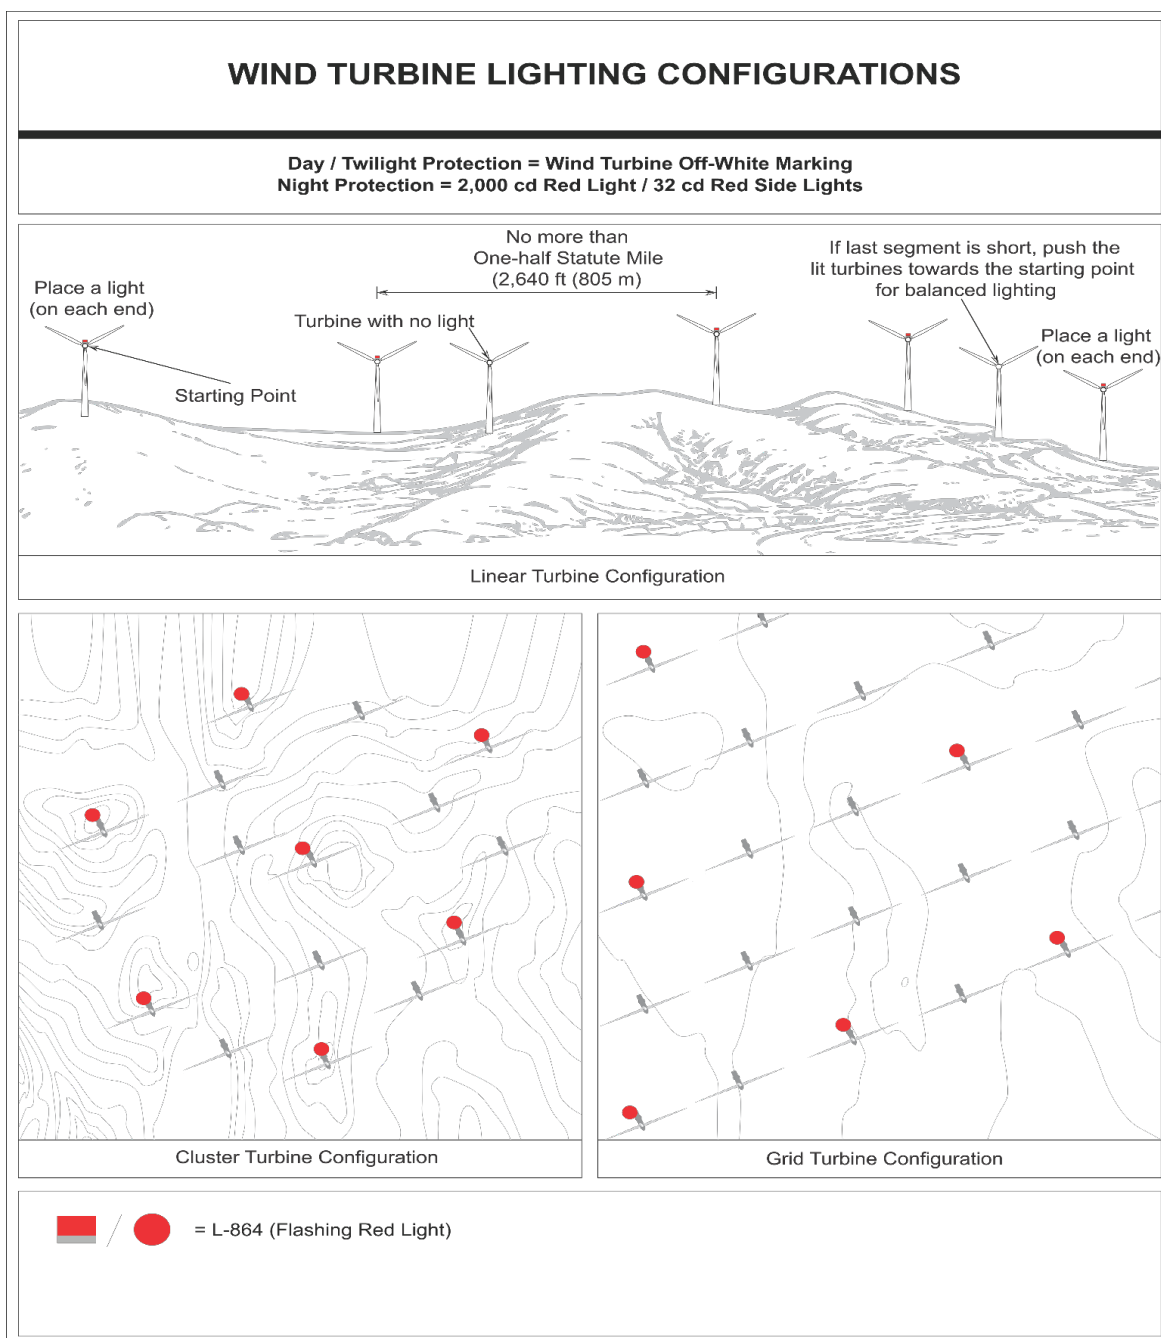 WIND TURBINE LIGHTING CONFIGURATIONS
Day / Twilight Protection = Wind Turbine Off-White Marking
Night Protection = 2,000 cd Red Light / 32 cd Red Side Lights
No more than
One-half Statute Mile
(2,640 ft (805 m)
If last segment is short, push the
lit turbines towards the starting point
for balanced lighting
Place a light
(on each end)
Turbine with no light
Place a light
(on each end)
Starting Point
Linear Turbine Configuration
Cluster Turbine Configuration
Grid Turbine Configuration
/ = L-864 (Flashing Red Light)